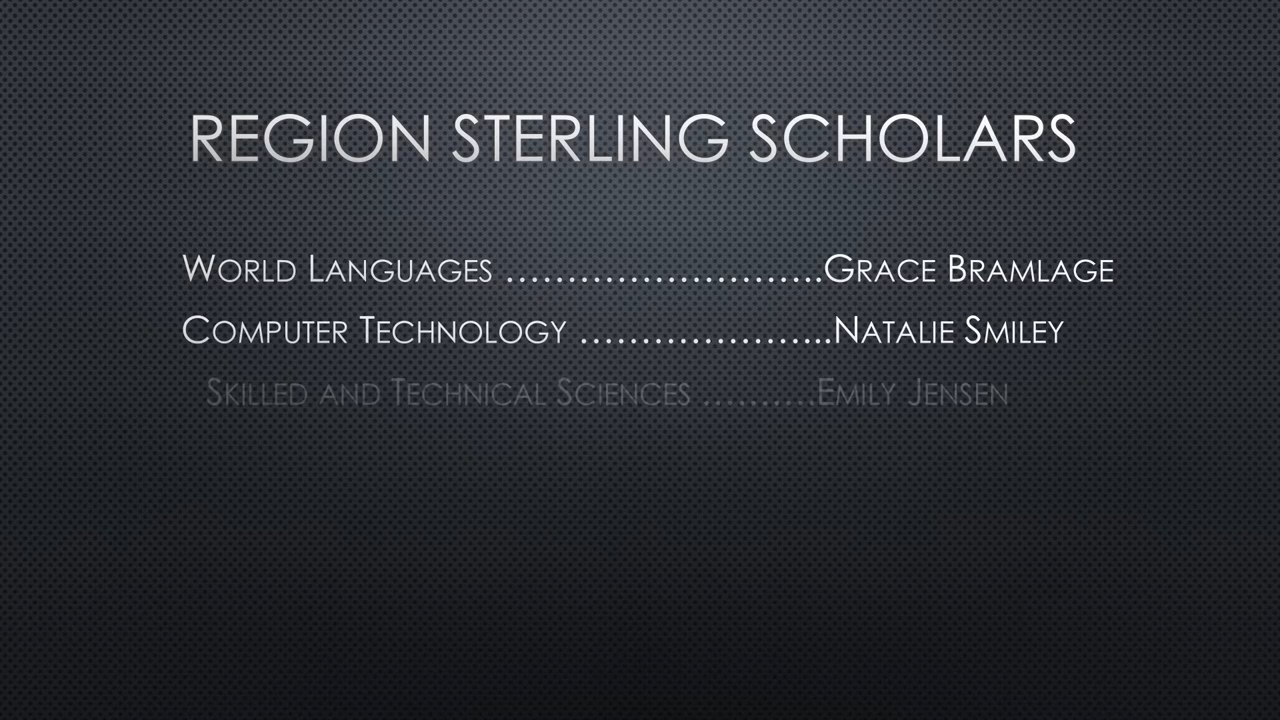 REGION STERLING SCHOLARS
WORLD LANGUAGES ……………………..GRACE BRAMLAGE
COMPUTER TECHNOLOGY …………………..NATALIE SMILEY
SKILLED AND TECHNICAL SCIENCES ……….EMILY JENSEN